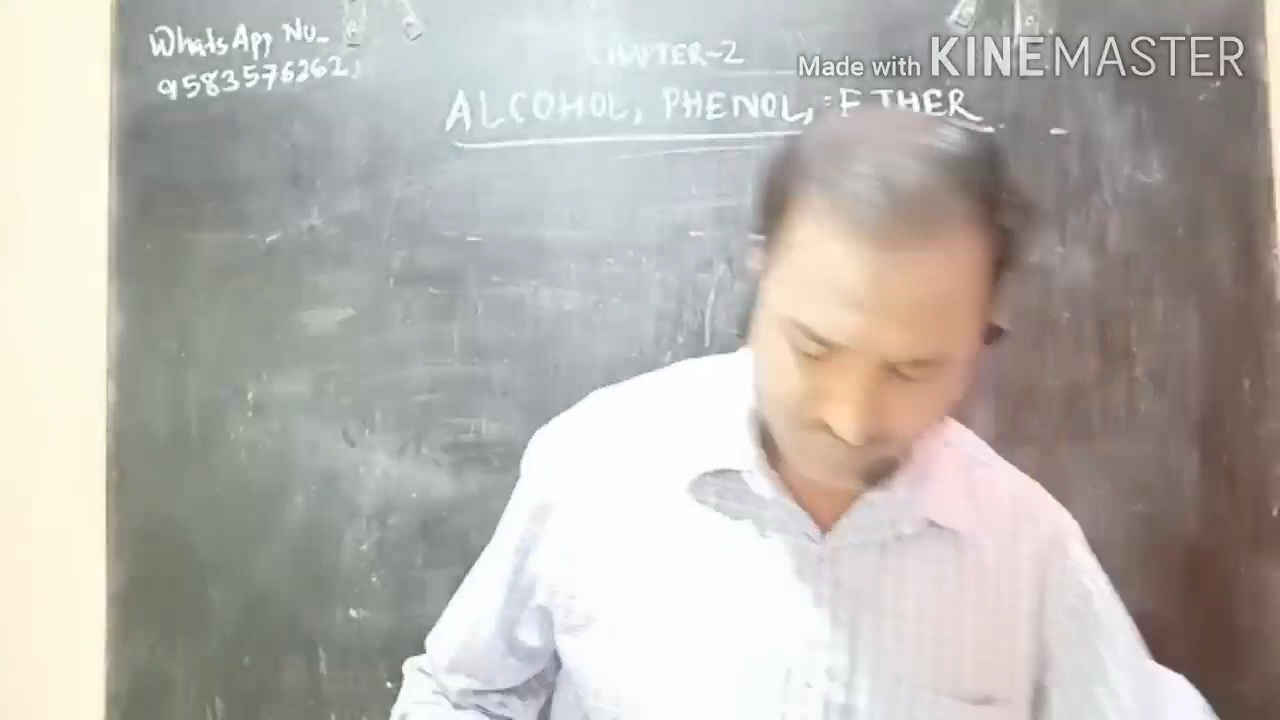 WhatsApp No-
9583576262
CHAPTER-2
Made with KINEMASTER
ALCOHOL, PHENOL, ETHER